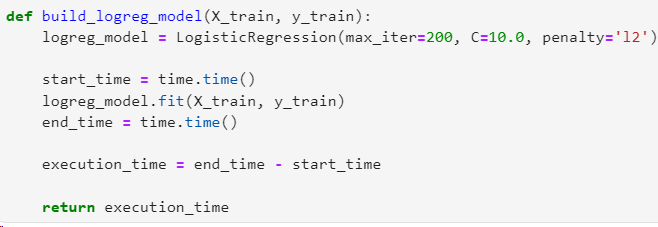 def build_logreg_model(X_train, y_train):
    logreg_model = LogisticRegression(max_iter=200, C=10.0, penalty='l2')
    start_time = time.time()
    logreg_model.fit(X_train, y_train)
    end_time = time.time()
    execution_time = end_time - start_time
    return execution_time